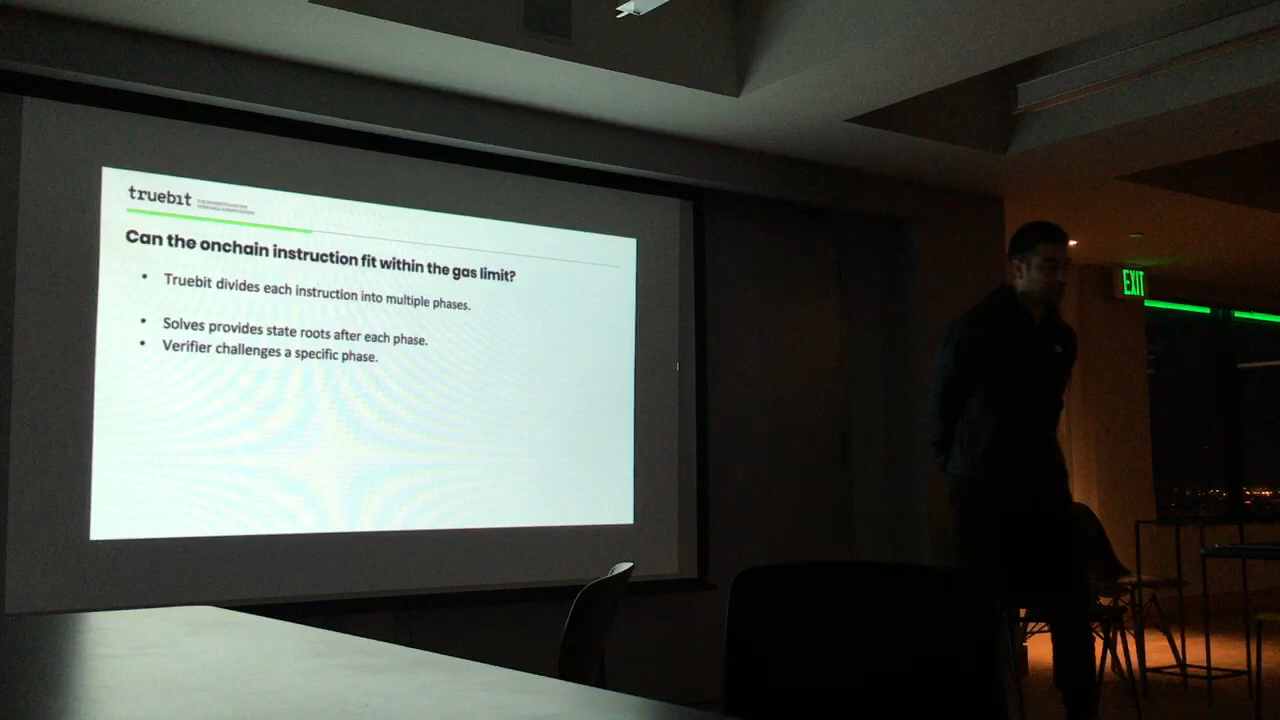 truebit
Can the onchain instruction fit within the gas limit?
• Truebit divides each instruction into multiple phases.
• Solves provides state roots after each phase.
• Verifier challenges a specific phase.
EXIT